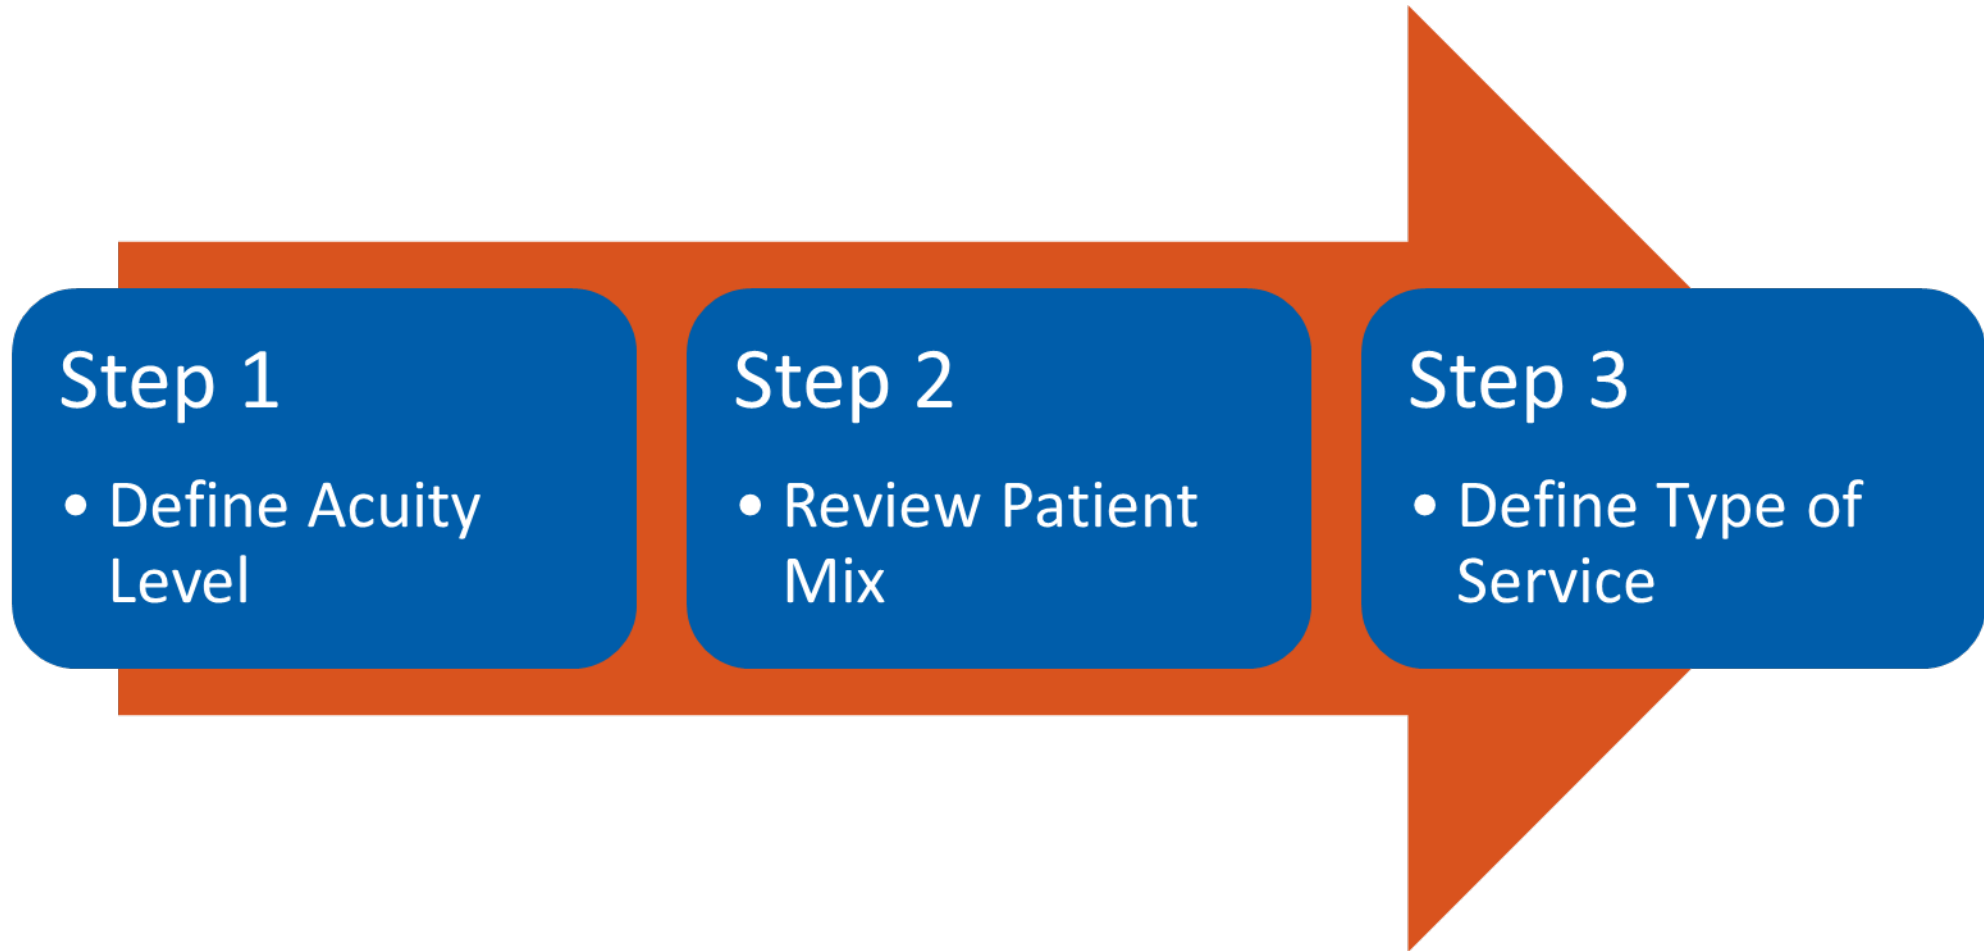 Step 1
• Define Acuity
Level
Step 2
• Review Patient
Mix
Step 3
• Define Type of
Service